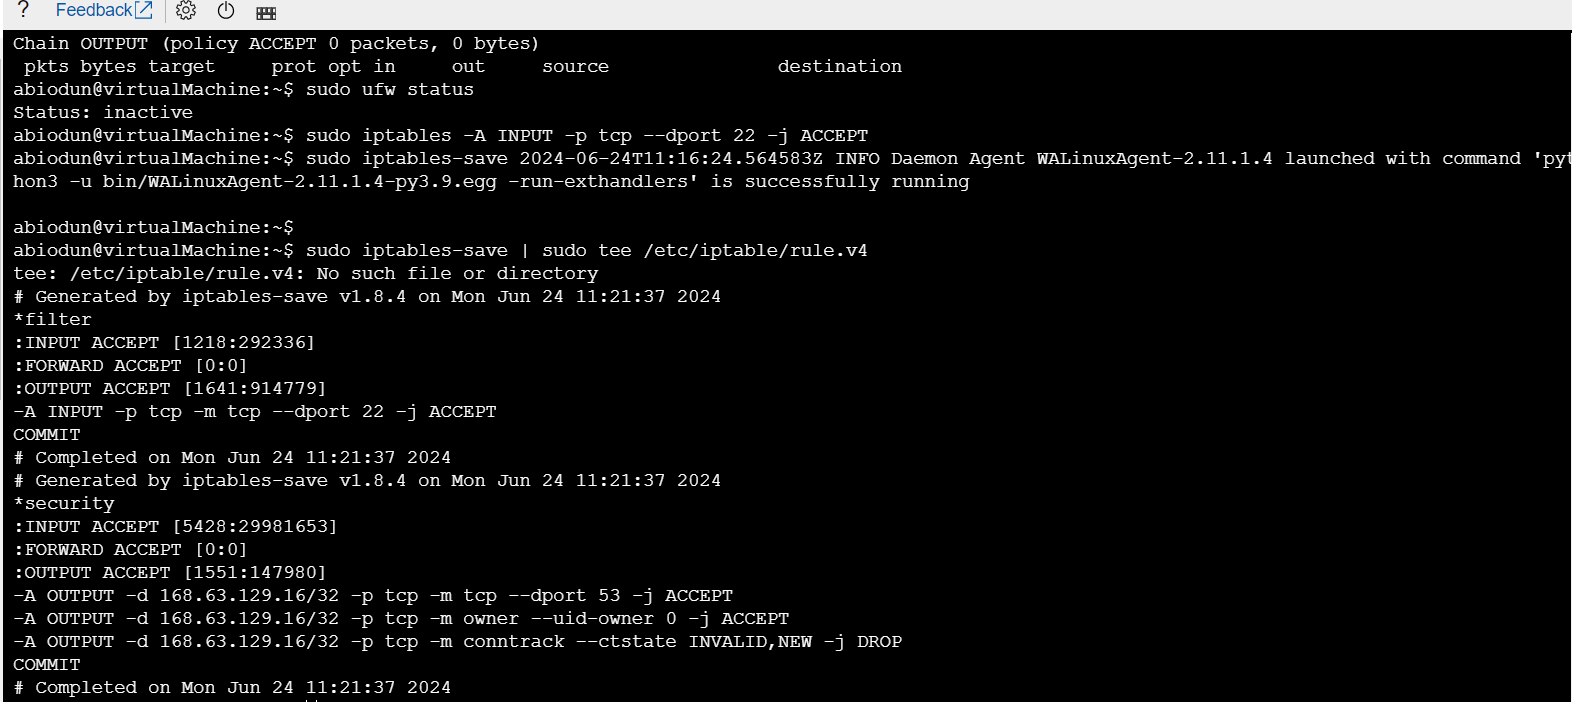 ? Feedback
Chain OUTPUT (policy ACCEPT 0 packets, 0 bytes)
pkts bytes target prot opt in out source destination
abiodun@virtualMachine:~$ sudo ufw status
Status: inactive
abiodun@virtualMachine:~$ sudo iptables -A INPUT -p tcp --dport 22 -j ACCEPT
abiodun@virtualMachine:~$ sudo iptables-save 2024-06-24T11:16:24.564583Z INFO Daemon Agent WALinuxAgent-2.11.1.4 launched with command 'pyt
hon3 -u bin/WALinuxAgent-2.11.1.4-py3.9.egg -run-exthandlers' is successfully running
abiodun@virtualMachine:~$
abiodun@virtualMachine:~$ sudo iptables-save | sudo tee /etc/iptable/rule.v4
tee: /etc/iptable/rule.v4: No such file or directory
# Generated by iptables-save v1.8.4 on Mon Jun 24 11:21:37 2024
*filter
:INPUT ACCEPT [1218:292336]
:FORWARD ACCEPT [0:0]
:OUTPUT ACCEPT [1641:914779]
-A INPUT -p tcp -m tcp --dport 22 -j ACCEPT
COMMIT
# Completed on Mon Jun 24 11:21:37 2024
# Generated by iptables-save v1.8.4 on Mon Jun 24 11:21:37 2024
*security
:INPUT ACCEPT [5428:29981653]
:FORWARD ACCEPT [0:0]
:OUTPUT ACCEPT [1551:147980]
-A OUTPUT -d 168.63.129.16/32 -p tcp -m tcp --dport 53 -j ACCEPT
-A OUTPUT -d 168.63.129.16/32 -p tcp -m owner --uid-owner 0 -j ACCEPT
-A OUTPUT -d 168.63.129.16/32 -p tcp -m conntrack --ctstate INVALID,NEW -j DROP
COMMIT
# Completed on Mon Jun 24 11:21:37 2024